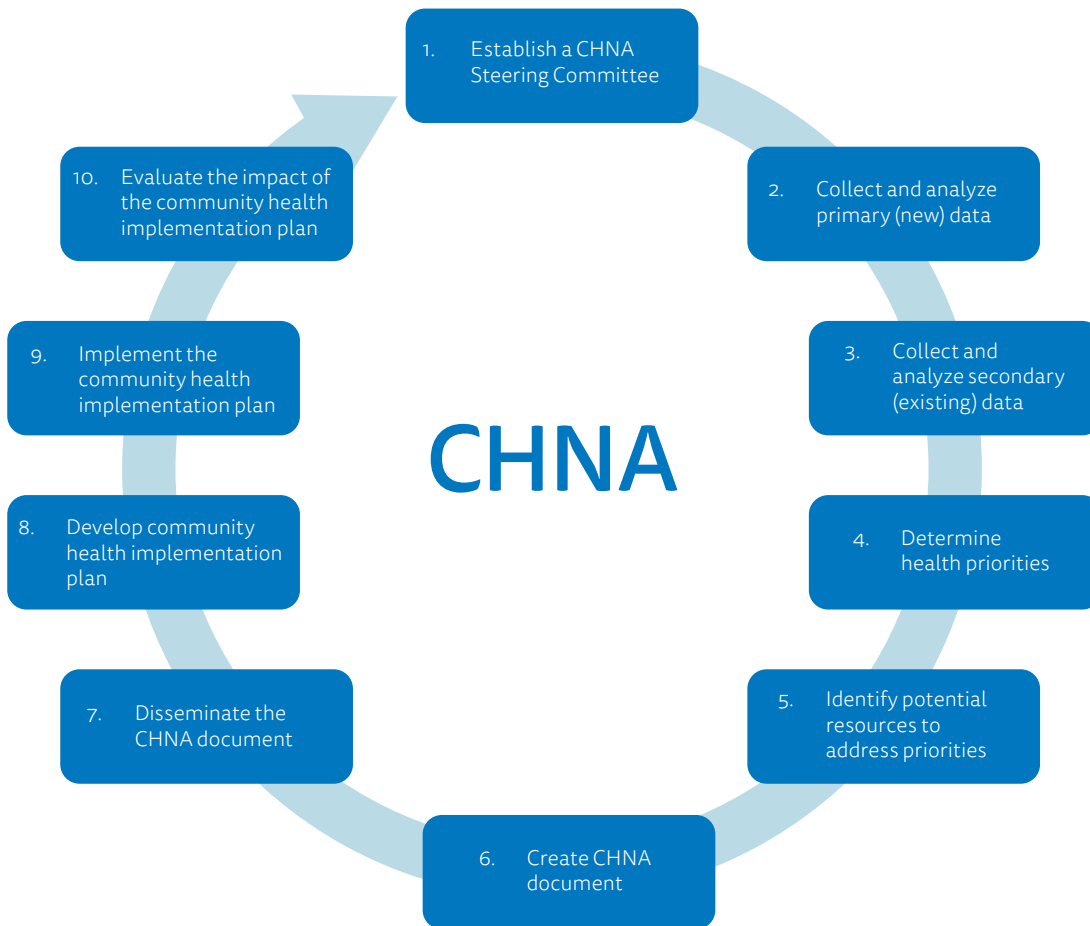 1. Establish a CHNA
Steering Committee
2. Collect and analyze
primary (new) data
3. Collect and
analyze secondary
(existing) data
4. Determine
health priorities
5. Identify potential
resources to
address priorities
6. Create CHNA
document
7. Disseminate the
CHNA document
8. Develop community
health implementation
plan
9. Implement the
community health
implementation plan
10. Evaluate the impact of
the community health
implementation plan
CHNA